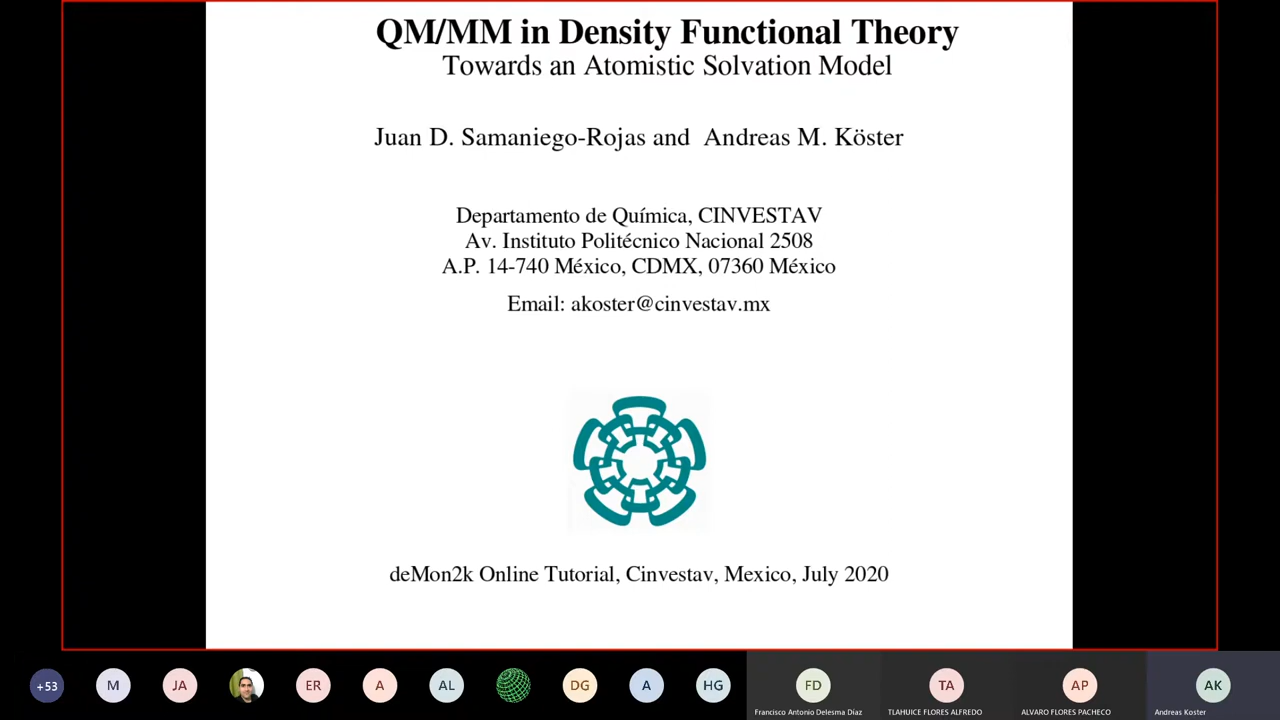 QM/MM in Density Functional Theory
Towards an Atomistic Solvation Model
Juan D. Samaniego-Rojas and Andreas M. Köster
Departamento de Química, CINVESTAV
Av. Instituto Politécnico Nacional 2508
A.P. 14-740 México, CDMX, 07360 México
Email: akoster@cinvestav.mx
deMon2k Online Tutorial, Cinvestav, Mexico, July 2020
+53 M JA ER A AL DG A HG FD TA AP AK
Francisco Antonio Delesma Díaz TLAHUICE FLORES ALFREDO ALVARO FLORES PACHECO Andreas Koster